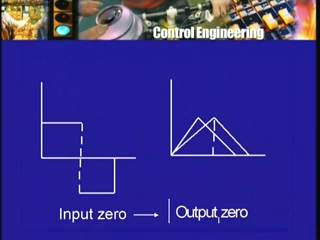 Control Engineering
Input zero → Output, zero